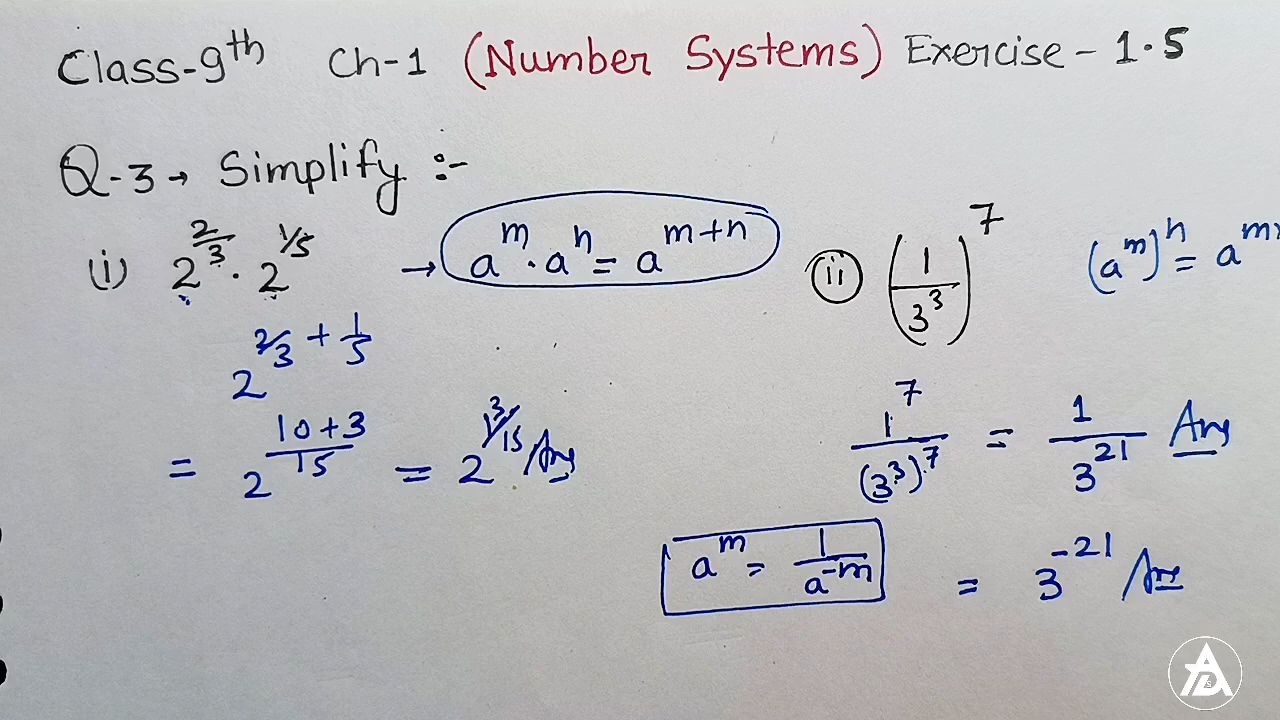 Class-9th Ch-1 (Number Systems) Exercise - 1.5
Q-3→ Simplify :-
(i) 2^{2/3} · 2^{1/5} → a^m · a^n = a^{m+n}
2^{2/3 + 1/5}
= 2^{(10+3)/15} = 2^{13/15} Ans
(ii) (1/3^3)^7 (a^m)^n = a^m
1^7/(3^3)^7 = 1/3^{21} Ans
a^m = 1/a^{-m} = 3^{-21} Ans